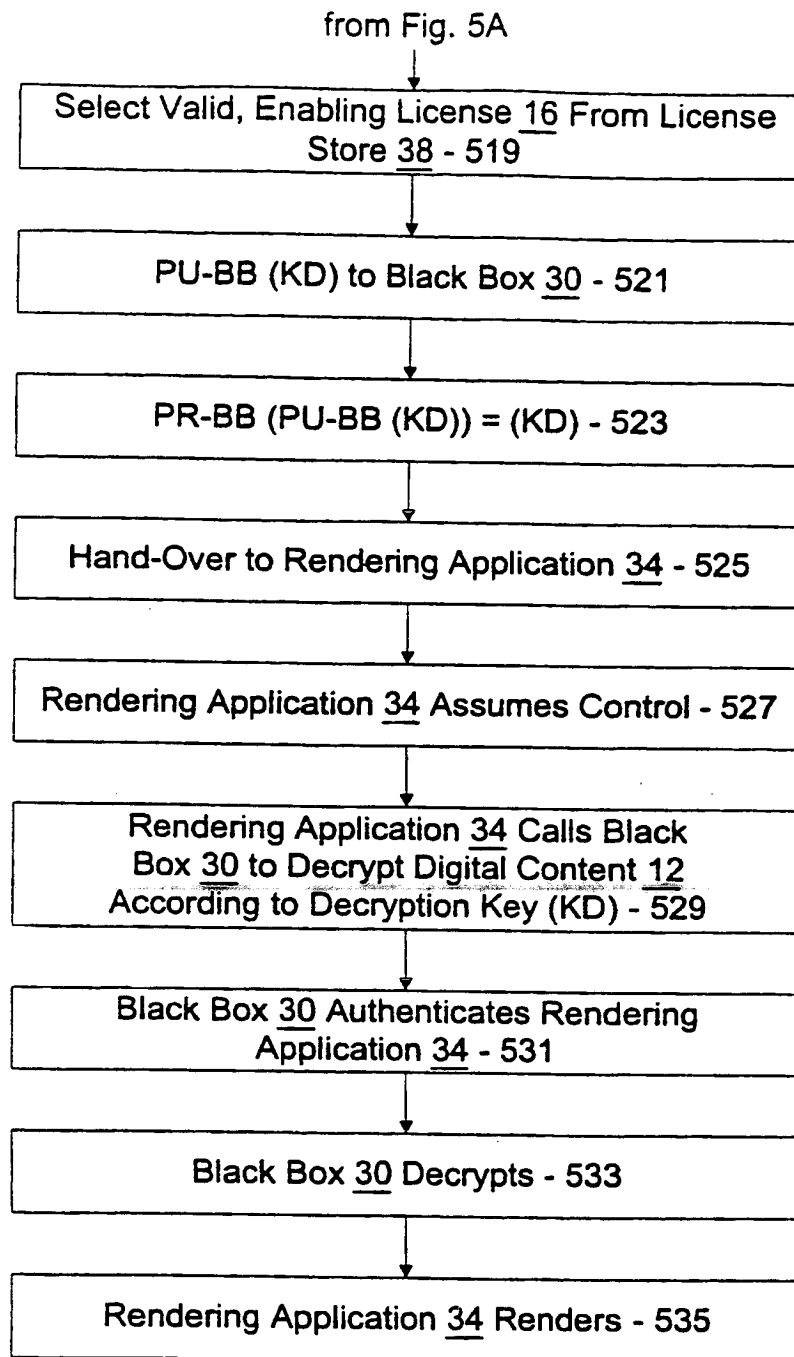 from Fig. 5A
Select Valid, Enabling License 16 From License
Store 38 - 519
PU-BB (KD) to Black Box 30 - 521
PR-BB (PU-BB (KD)) = (KD) - 523
Hand-Over to Rendering Application 34 - 525
Rendering Application 34 Assumes Control - 527
Rendering Application 34 Calls Black
Box 30 to Decrypt Digital Content 12
According to Decryption Key (KD) - 529
Black Box 30 Authenticates Rendering
Application 34 - 531
Black Box 30 Decrypts - 533
Rendering Application 34 Renders - 535